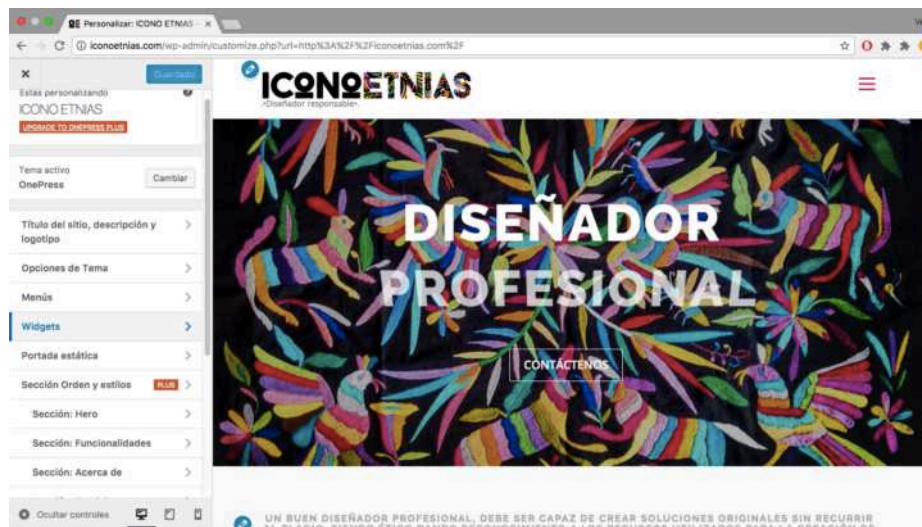 Personalizar: ICONO ETNIAS -
iconoetnias.com/wp-admin/customize.php?url=http%3A%2F%2Ficonoetnias.com%2F
Guardado
Estás personalizando
ICONO ETNIAS
UPGRADE TO ONEPRESS PLUS
Tema activo
OnePress
Cambiar
Título del sitio, descripción y
logotipo
Opciones de Tema
Menús
Widgets
Portada estática
Sección Orden y estilos PLUS
Sección: Hero
Sección: Funcionalidades
Sección: Acerca de
Ocultar controles
ICONOETNIAS
-Diseñador responsable-
DISEÑADOR
PROFESIONAL
CONTÁCTENOS
UN BUEN DISEÑADOR PROFESIONAL, DEBE SER CAPAZ DE CREAR SOLUCIONES ORIGINALES SIN RECURRIR